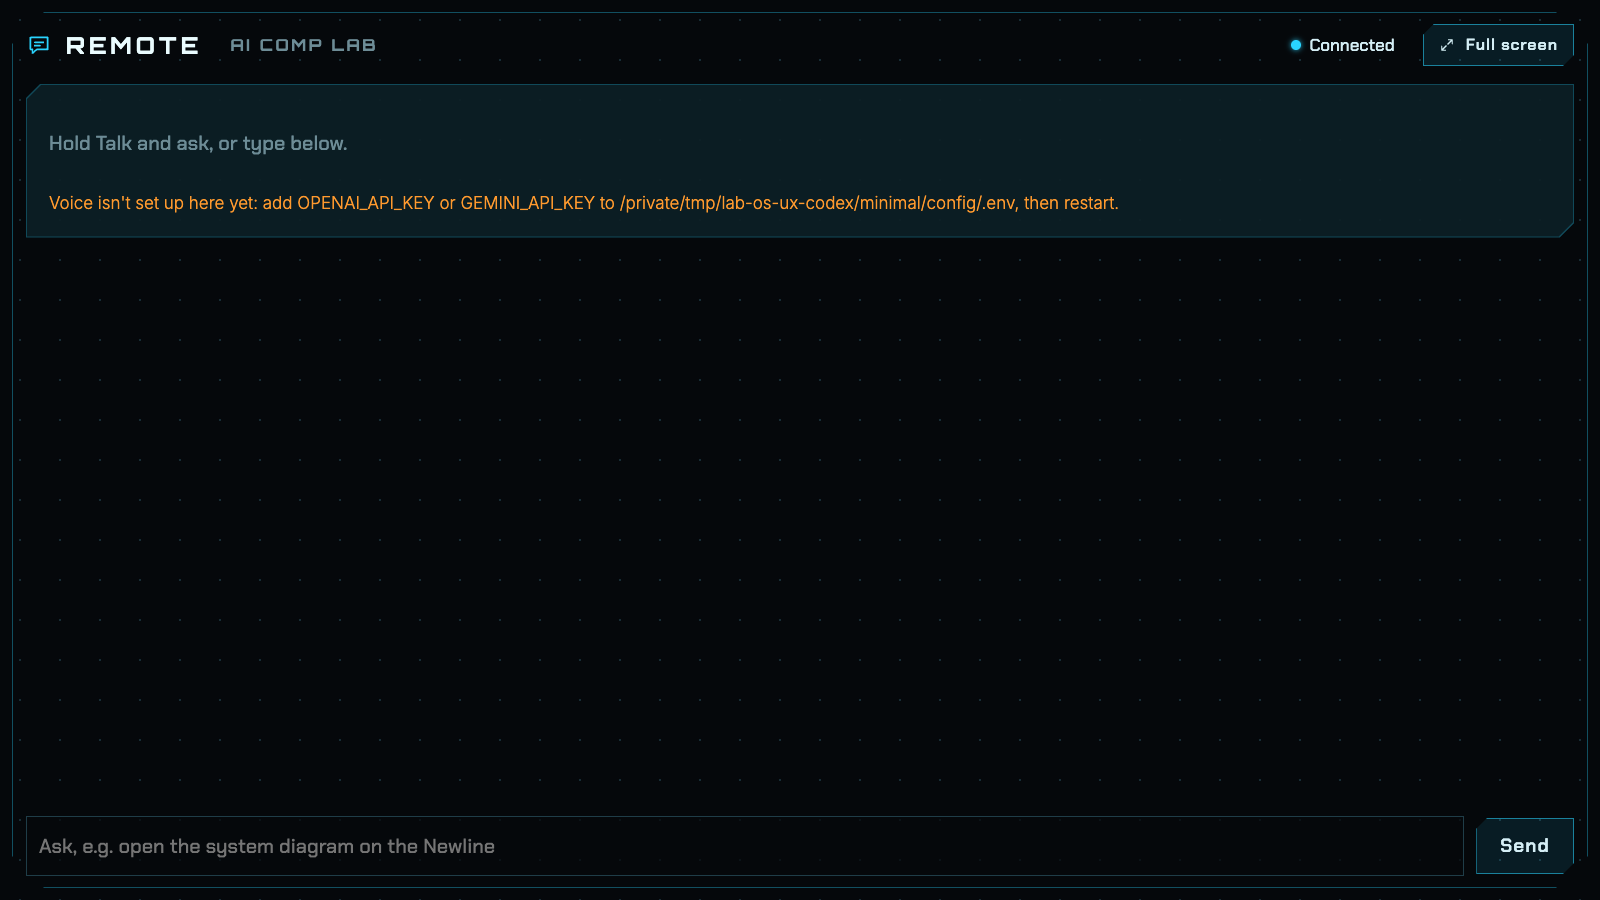 REMOTE AI COMP LAB
Connected
Full screen
Hold Talk and ask, or type below.
Voice isn't set up here yet: add OPENAI_API_KEY or GEMINI_API_KEY to /private/tmp/lab-os-ux-codex/minimal/config/.env, then restart.
Ask, e.g. open the system diagram on the Newline
Send